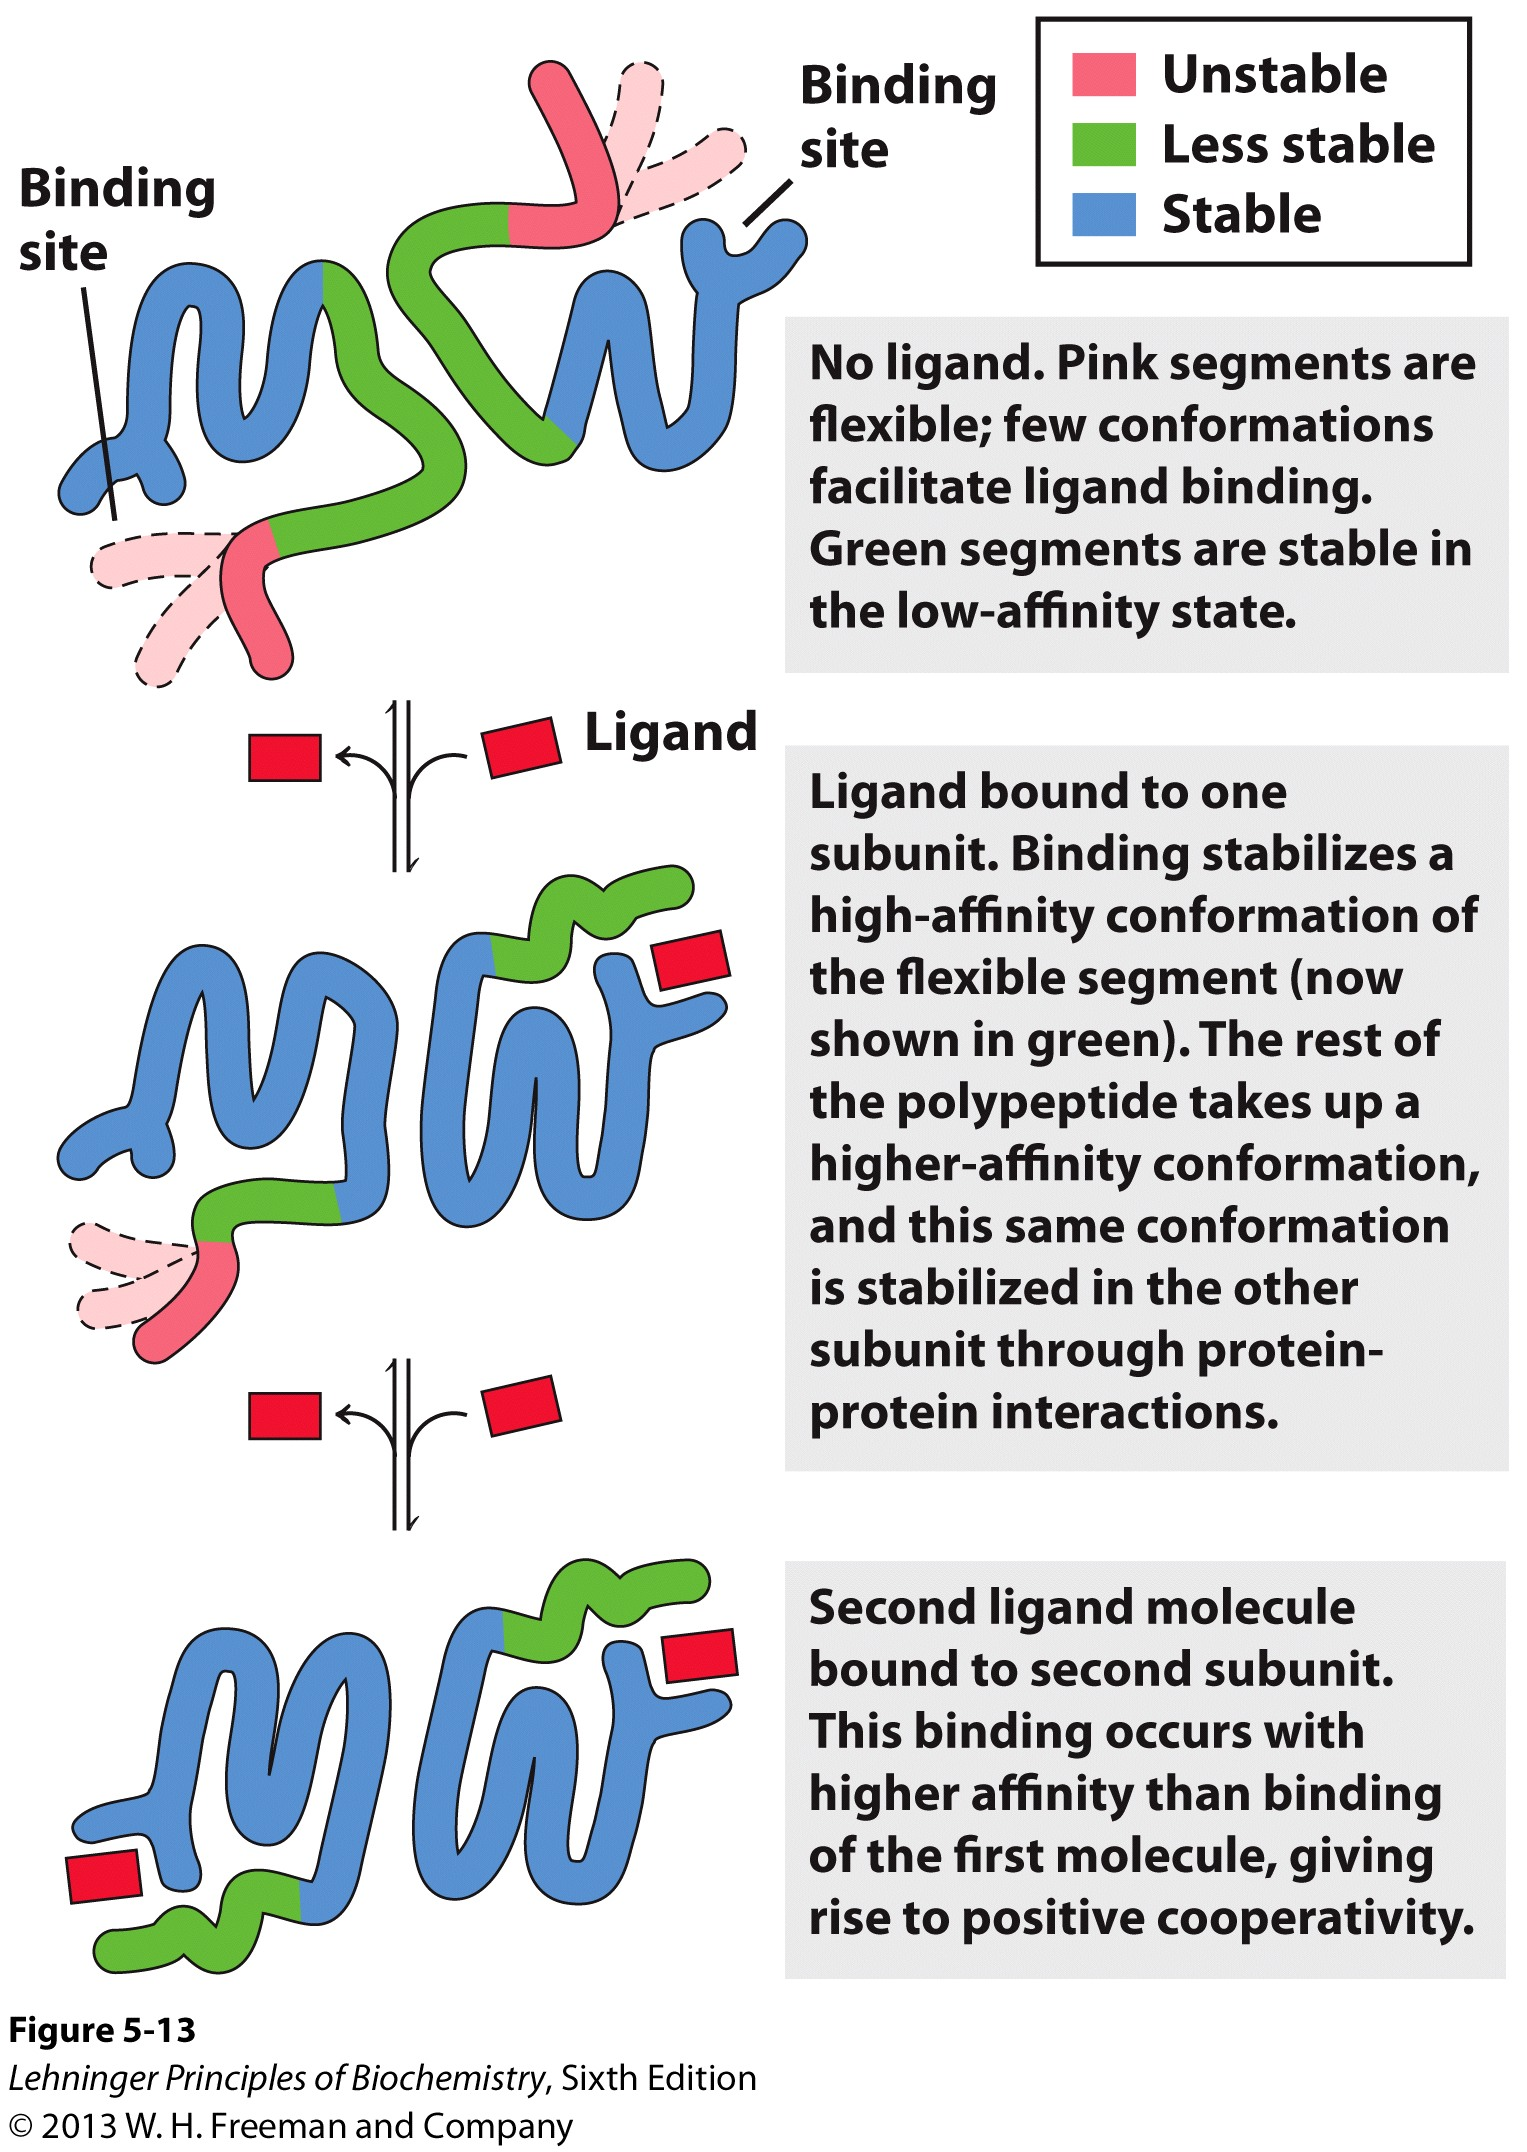 Binding
site
Binding
site
Unstable
Less stable
Stable
No ligand. Pink segments are
flexible; few conformations
facilitate ligand binding.
Green segments are stable in
the low-affinity state.
Ligand
Ligand bound to one
subunit. Binding stabilizes a
high-affinity conformation of
the flexible segment (now
shown in green). The rest of
the polypeptide takes up a
higher-affinity conformation,
and this same conformation
is stabilized in the other
subunit through protein-
protein interactions.
Second ligand molecule
bound to second subunit.
This binding occurs with
higher affinity than binding
of the first molecule, giving
rise to positive cooperativity.
Figure 5-13
Lehninger Principles of Biochemistry, Sixth Edition
© 2013 W. H. Freeman and Company